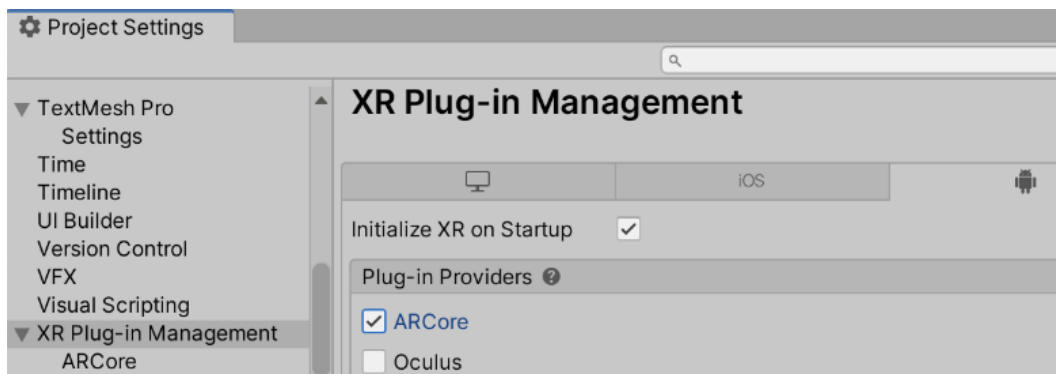 Project Settings
TextMesh Pro
Settings
Time
Timeline
UI Builder
Version Control
VFX
Visual Scripting
XR Plug-in Management
ARCore
XR Plug-in Management
iOS
Initialize XR on Startup
Plug-in Providers
ARCore
Oculus